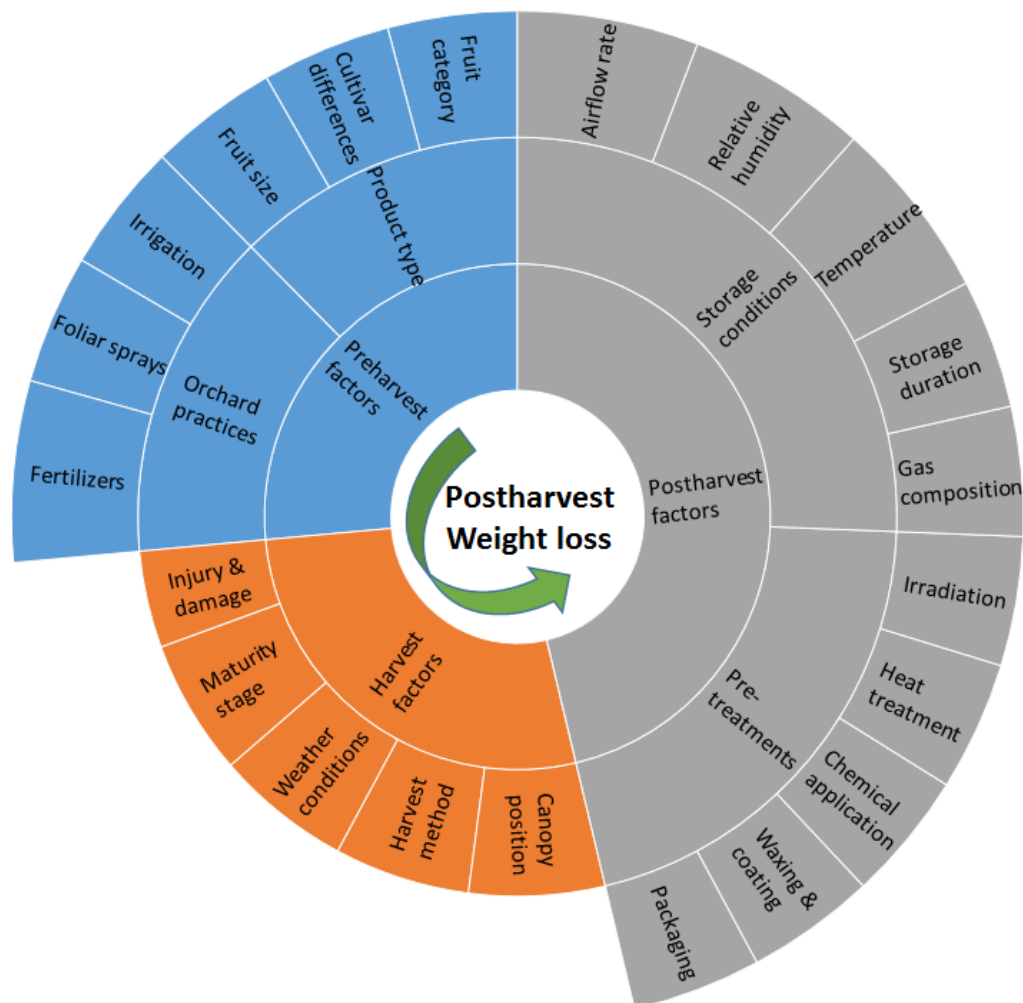 Postharvest
Weight loss
Preharvest
factors
Product type
Fruit
category
Cultivar
differences
Fruit size
Orchard
practices
Irrigation
Foliar sprays
Fertilizers
Harvest
factors
Injury &
damage
Maturity
stage
Weather
conditions
Harvest
method
Canopy
position
Postharvest
factors
Storage
conditions
Airflow rate
Relative
humidity
Temperature
Storage
duration
Gas
composition
Pre-
treatments
Irradiation
Heat
treatment
Chemical
application
Waxing &
coating
Packaging